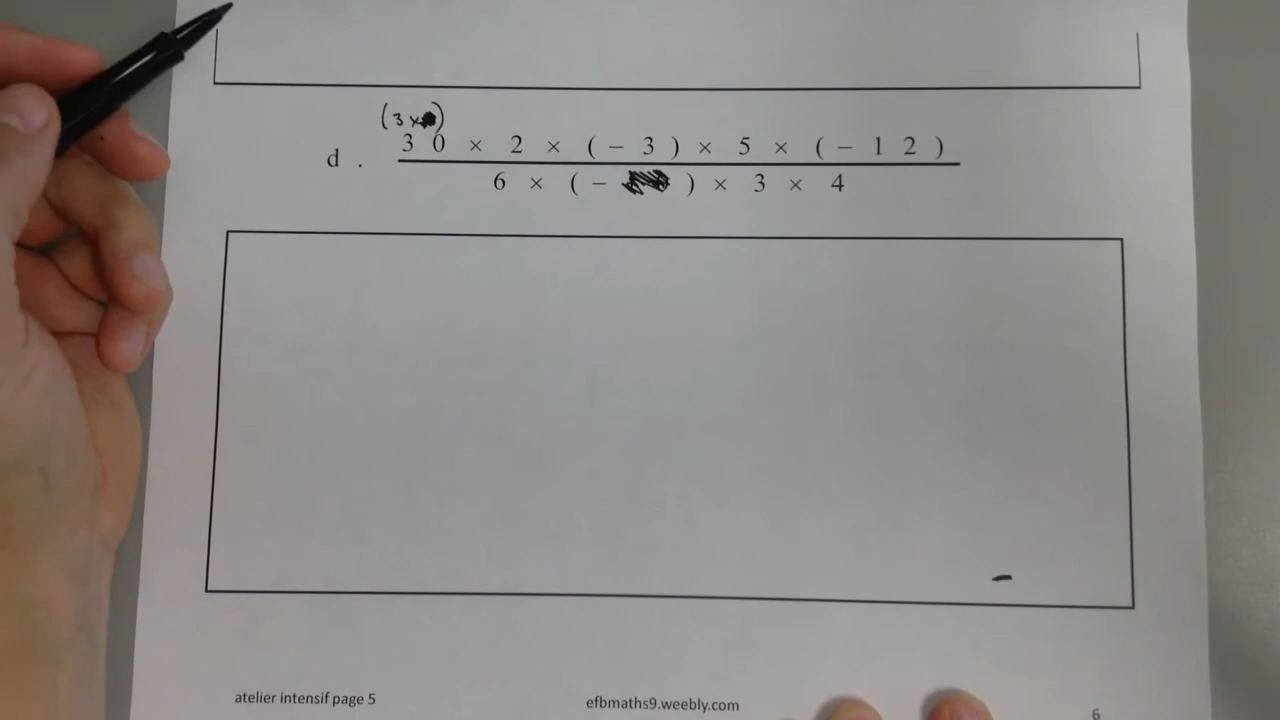 (3×
d. 30 × 2 × (−3) × 5 × (−12)
6 × (− ) × 3 × 4
−
atelier intensif page 5 efbmaths9.weebly.com 6